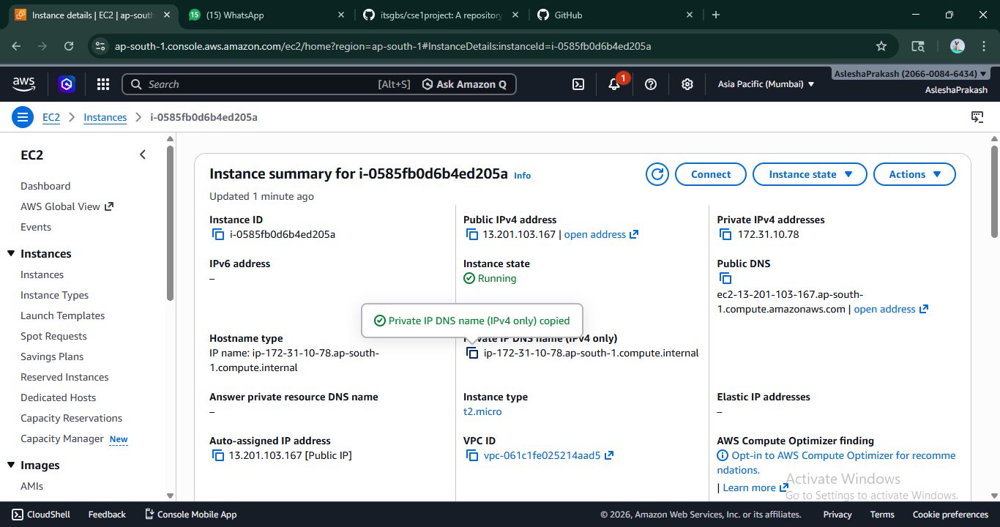 Instance details | EC2 | ap-south
(15) WhatsApp
itsgbs/cse1project: A repository
GitHub
ap-south-1.console.aws.amazon.com/ec2/home?region=ap-south-1#InstanceDetails:instanceId=i-0585fb0d6b4ed205a
aws
Search
[Alt+S]
Ask Amazon Q
1
Asia Pacific (Mumbai)
AsleshaPrakash (2066-0084-6434)
AsleshaPrakash
EC2
Instances
i-0585fb0d6b4ed205a
EC2
Dashboard
AWS Global View
Events
Instances
Instances
Instance Types
Launch Templates
Spot Requests
Savings Plans
Reserved Instances
Dedicated Hosts
Capacity Reservations
Capacity Manager New
Images
AMIs
Instance summary for i-0585fb0d6b4ed205a Info
Updated 1 minute ago
Connect
Instance state
Actions
Instance ID
i-0585fb0d6b4ed205a
Public IPv4 address
13.201.103.167 | open address
Private IPv4 addresses
172.31.10.78
IPv6 address
–
Instance state
Running
Public DNS
ec2-13-201-103-167.ap-south-
1.compute.amazonaws.com | open address
Private IP DNS name (IPv4 only) copied
Hostname type
IP name: ip-172-31-10-78.ap-south-
1.compute.internal
Private IP DNS name (IPv4 only)
ip-172-31-10-78.ap-south-1.compute.internal
Answer private resource DNS name
–
Instance type
t2.micro
Elastic IP addresses
–
Auto-assigned IP address
13.201.103.167 [Public IP]
VPC ID
vpc-061c1fe025214aad5
AWS Compute Optimizer finding
Opt-in to AWS Compute Optimizer for recomme
ndations.
| Learn more
Activate Windows
Go to Settings to activate Windows.
CloudShell
Feedback
Console Mobile App
© 2026, Amazon Web Services, Inc. or its affiliates.
Privacy
Terms
Cookie preferences